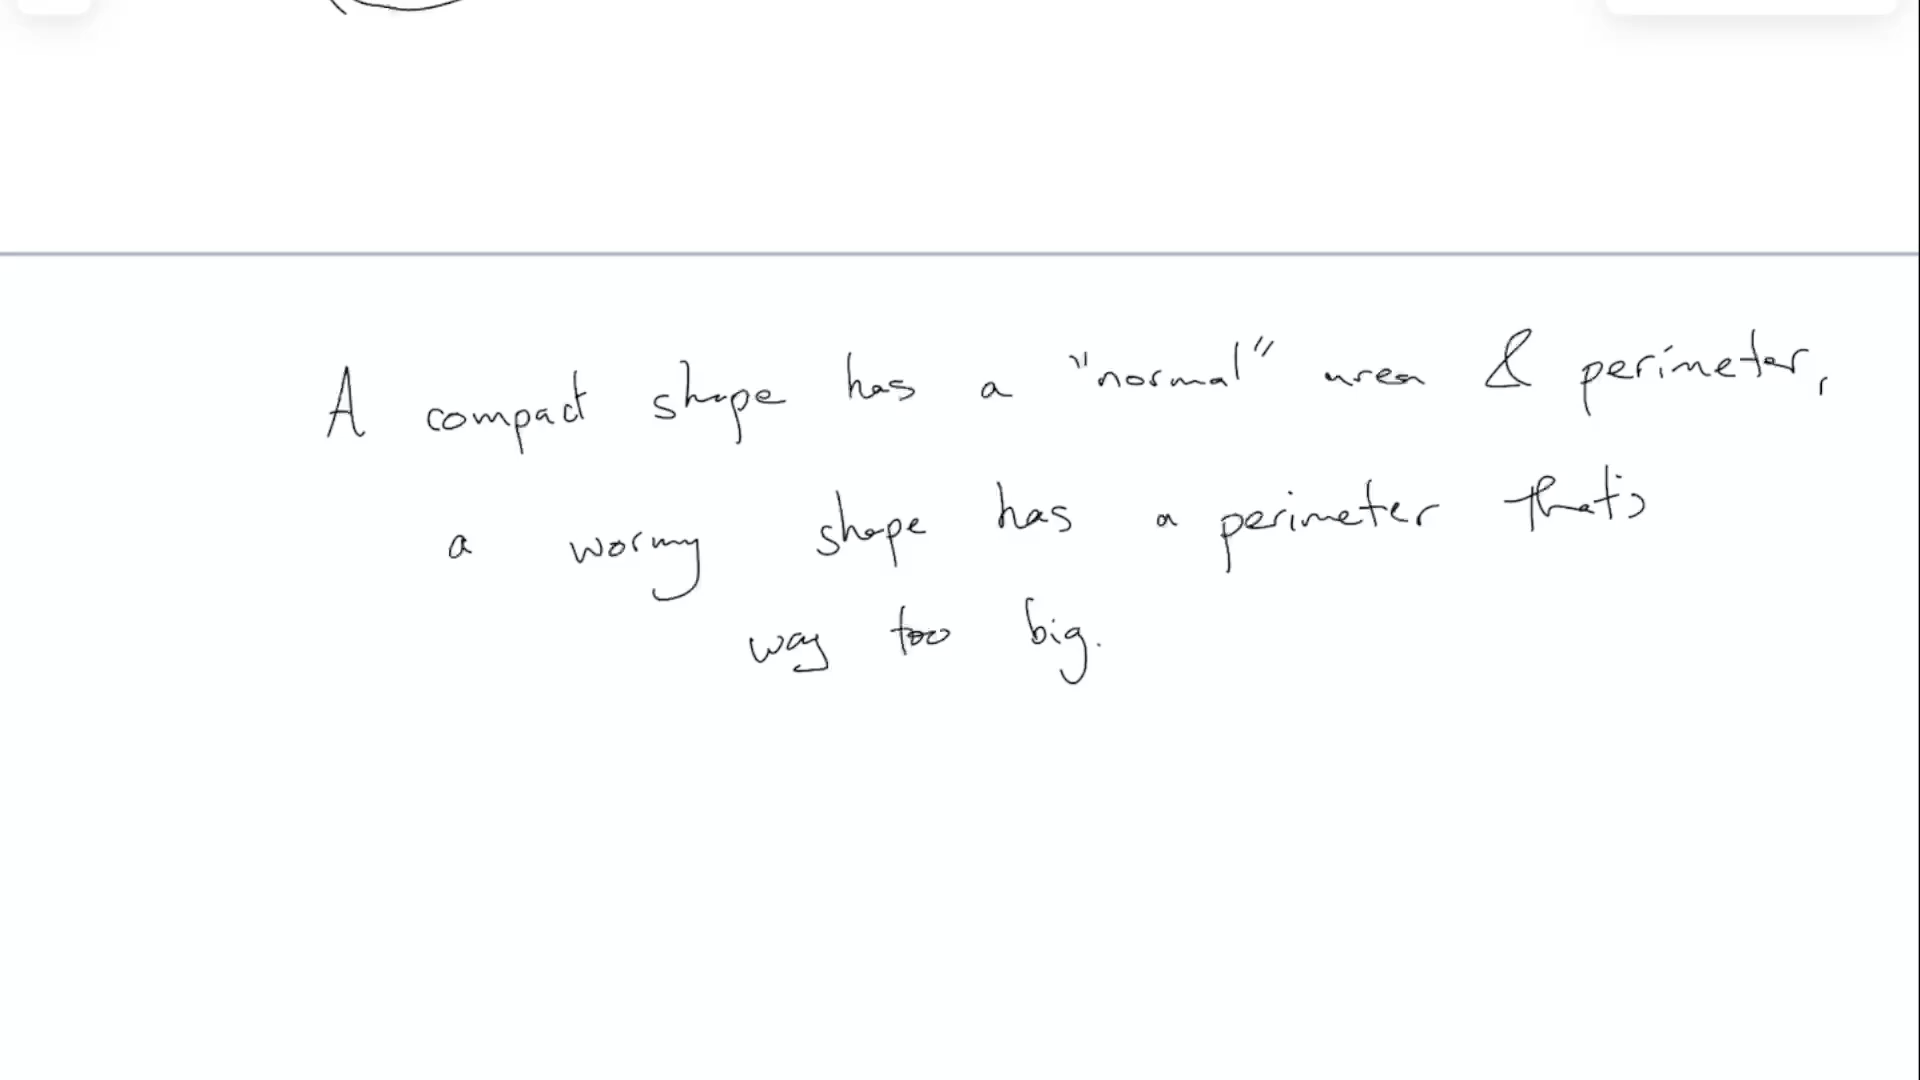 A compact shape has a "normal" area & perimeter,
a wormy shape has a perimeter that's
way too big.